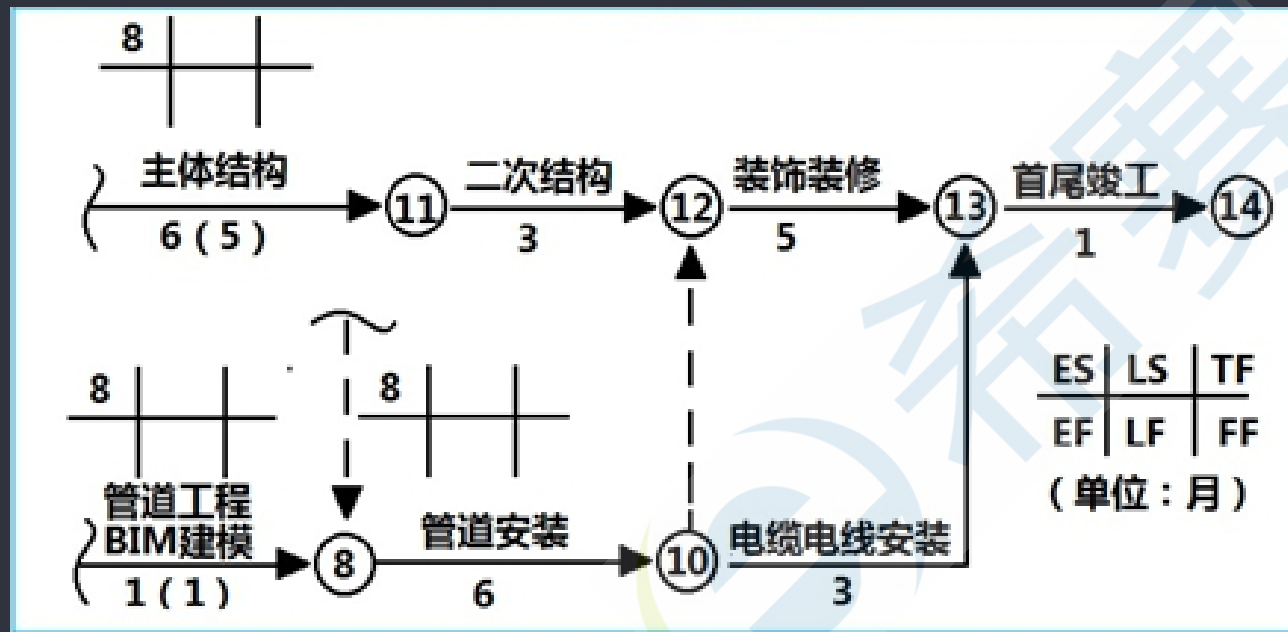 8
主体结构
6(5)
11
二次结构
3
12
装饰装修
5
13
首尾竣工
1
14
8
管道工程
BIM建模
1(1)
8
8
管道安装
6
10
电缆电线安装
3
ES LS TF
EF LF FF
(单位:月)
希赛